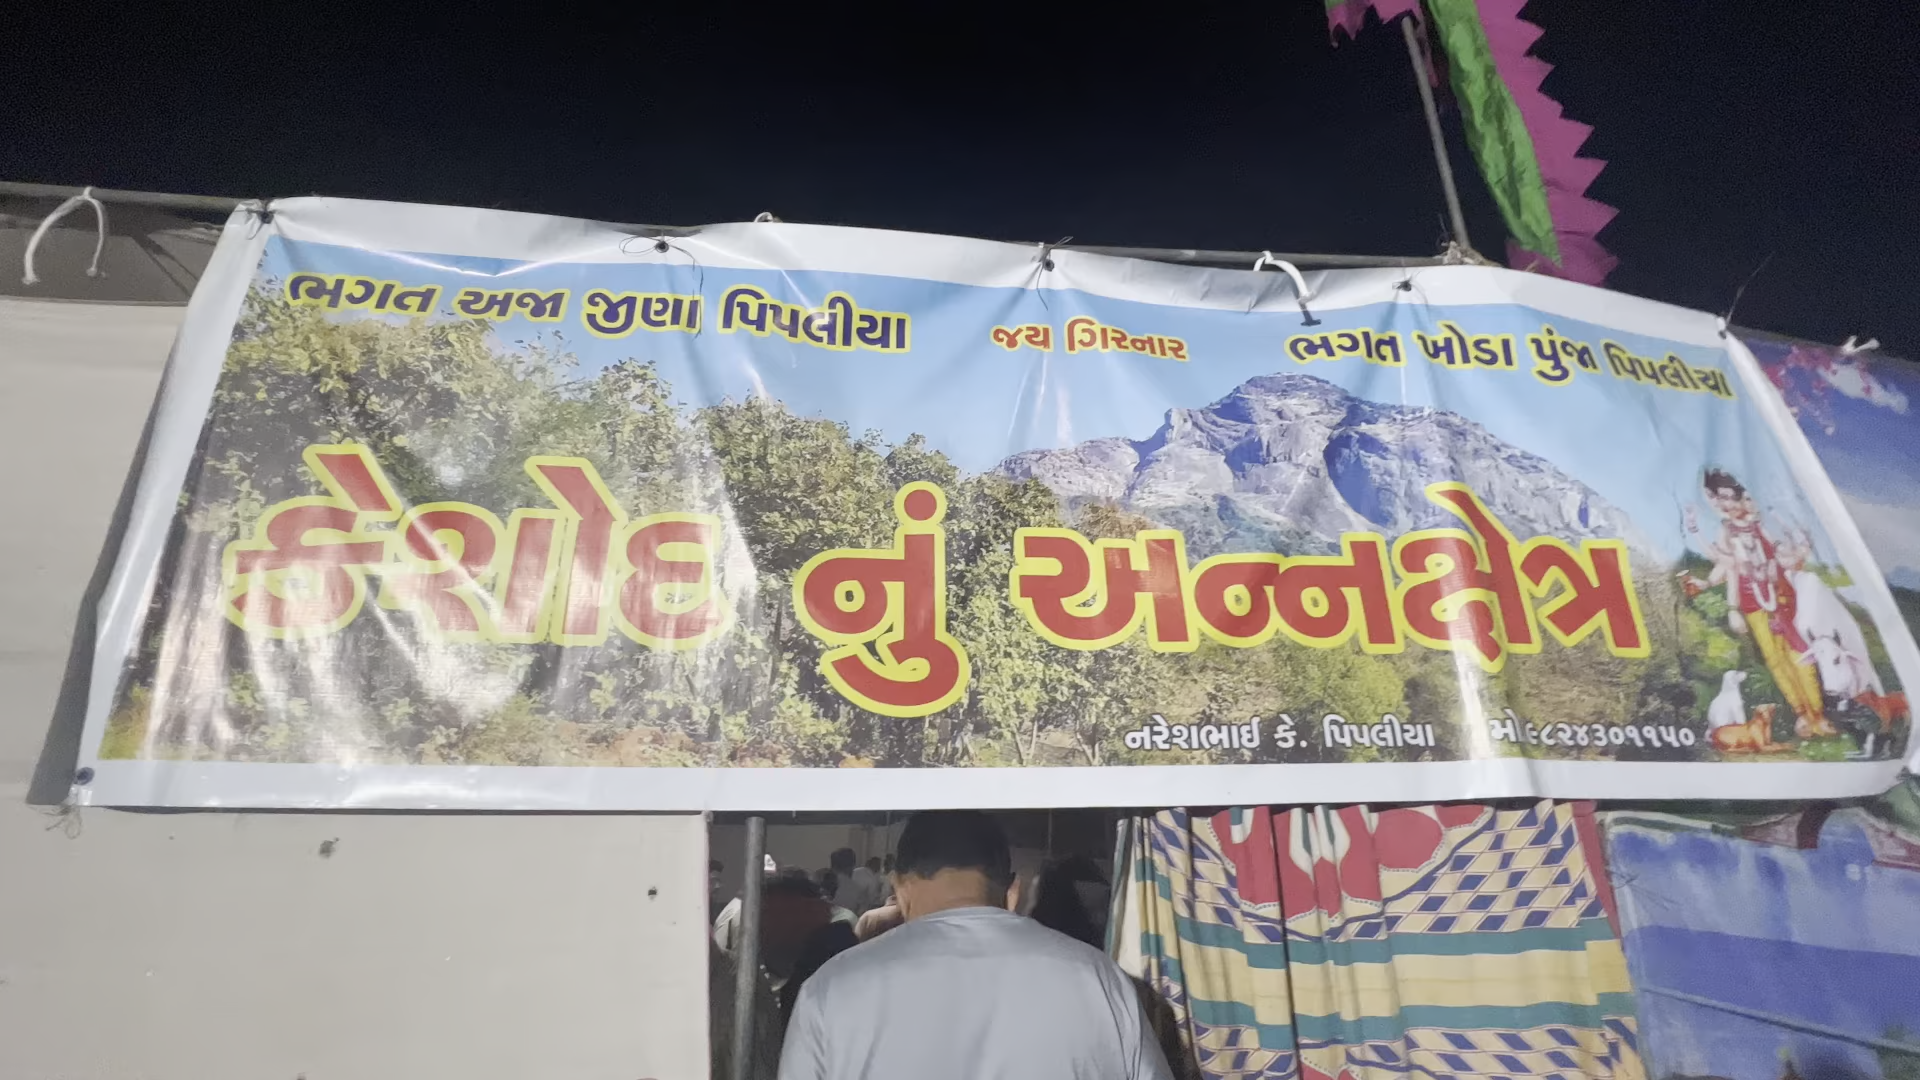 ભગત અજા જીણા પિપલીયા
જય ગિરનાર
ભગત ખોડા પુંજા પિપલીયા
કેશોદ નું અન્નક્ષેત્ર
નરેશભાઈ કે. પિપલીયા મો૯૮૨૪૩૦૧૧૫૦